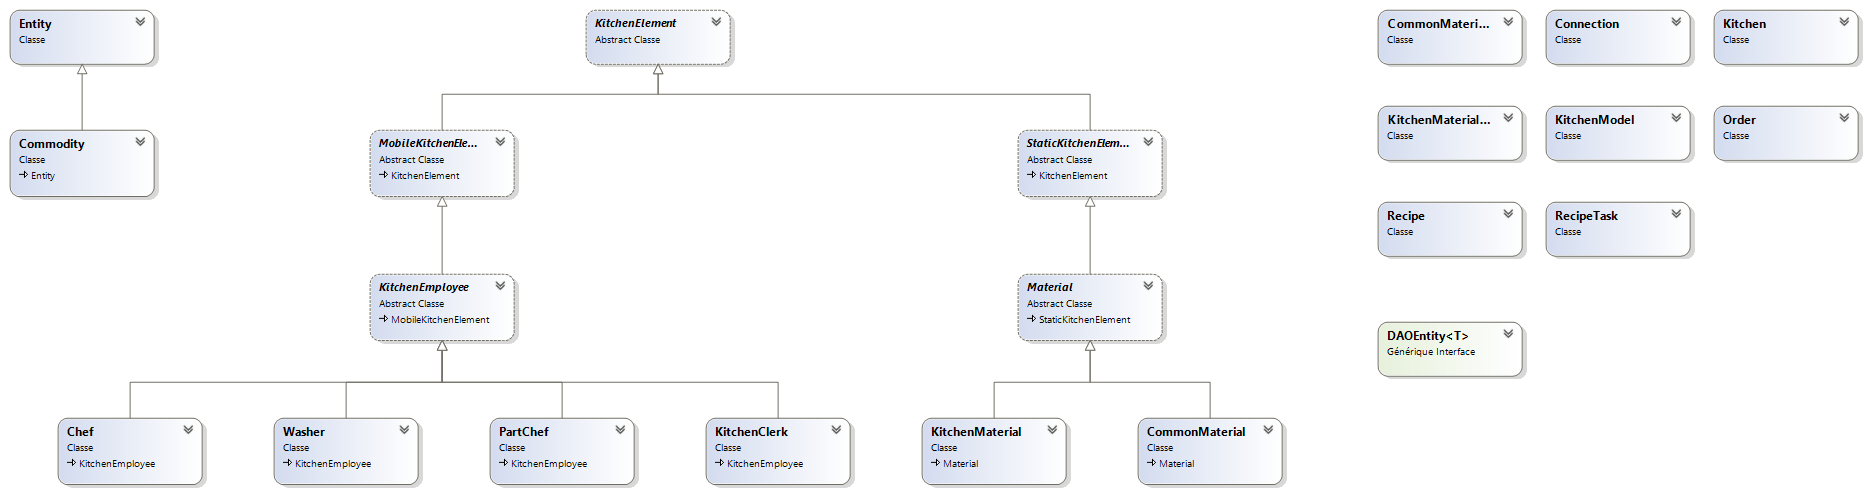 Entity
Classe
KitchenElement
Abstract Classe
CommonMateri...
Classe
Connection
Classe
Kitchen
Classe
Commodity
Classe
Entity
MobileKitchenEle...
Abstract Classe
KitchenElement
StaticKitchenElem...
Abstract Classe
KitchenElement
KitchenMaterial...
Classe
KitchenModel
Classe
Order
Classe
Recipe
Classe
RecipeTask
Classe
KitchenEmployee
Abstract Classe
MobileKitchenElement
Material
Abstract Classe
StaticKitchenElement
DAOEntity<T>
Générique Interface
Chef
Classe
KitchenEmployee
Washer
Classe
KitchenEmployee
PartChef
Classe
KitchenEmployee
KitchenClerk
Classe
KitchenEmployee
KitchenMaterial
Classe
Material
CommonMaterial
Classe
Material